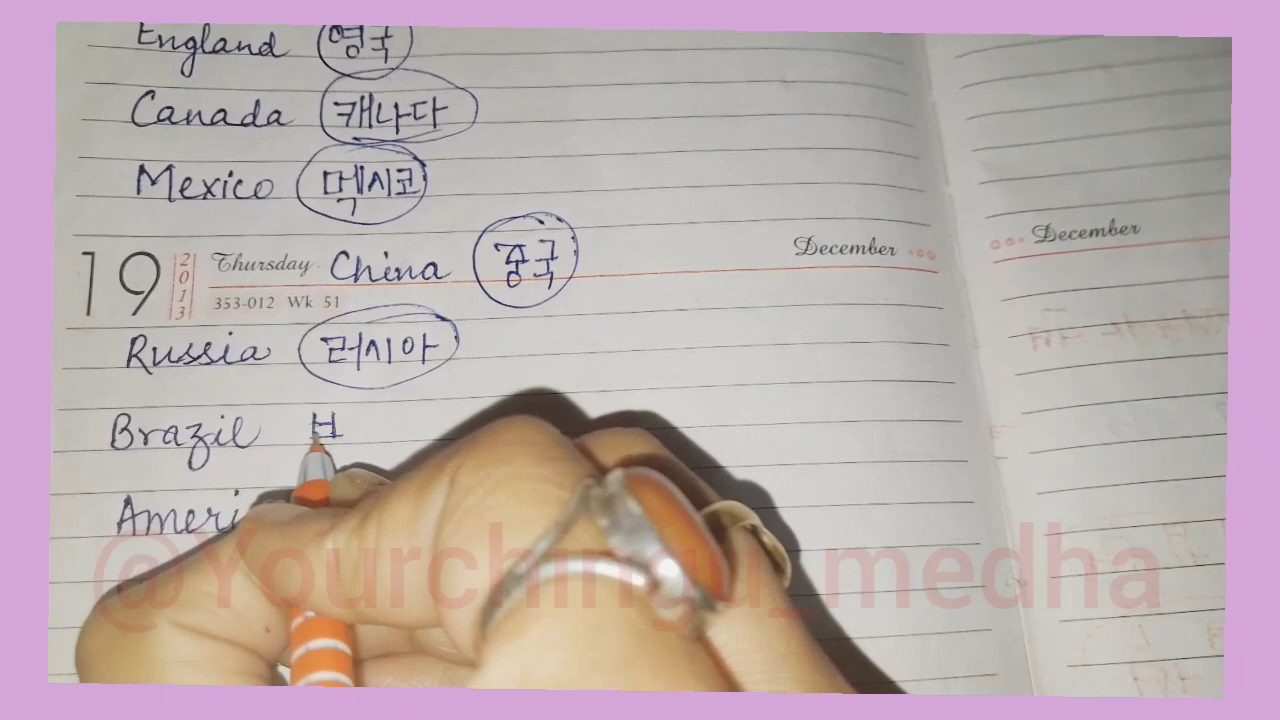 England 영국
Canada 캐나다
Mexico 멕시코
19 2013 Thursday China 중국 December
353-012 Wk 51
Russia 러시아
Brazil ㅂ
Ameri
December
@Yourchingu_medha